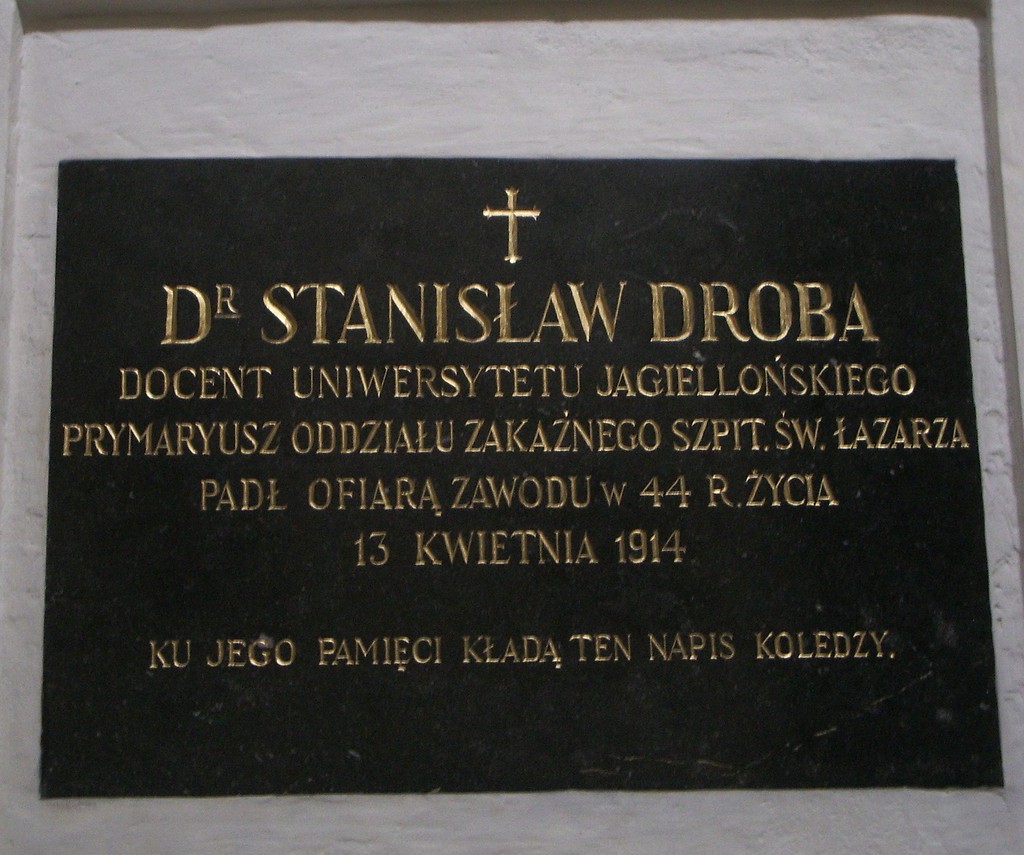 DR STANISŁAW DROBA
DOCENT UNIWERSYTETU JAGIELLOŃSKIEGO
PRYMARYUSZ ODDZIAŁU ZAKAŹNEGO SZPIT. ŚW. ŁAZARZA
PADŁ OFIARĄ ZAWODU W 44 R. ŻYCIA
13 KWIETNIA 1914
KU JEGO PAMIĘCI KŁADĄ TEN NAPIS KOLEDZY.